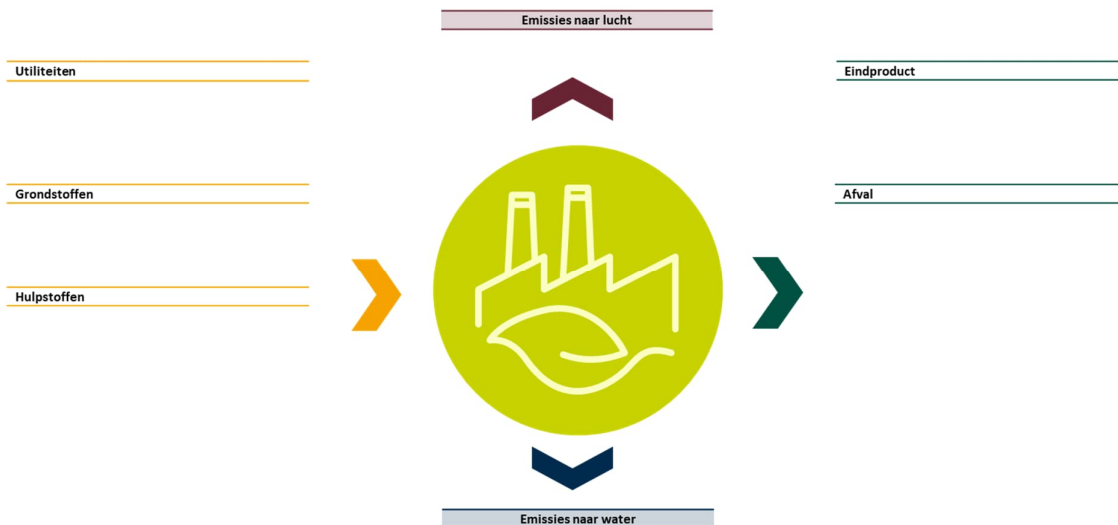 Emissies naar lucht
Utiliteiten
Eindproduct
Grondstoffen
Afval
Hulpstoffen
Emissies naar water